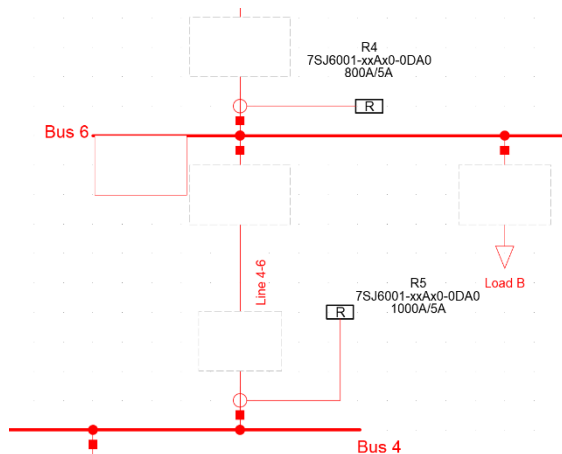 R4
7SJ6001-xxAx0-0DA0
800A/5A
R
Bus 6
Line 4-6
Load B
R5
7SJ6001-xxAx0-0DA0
1000A/5A
R
Bus 4